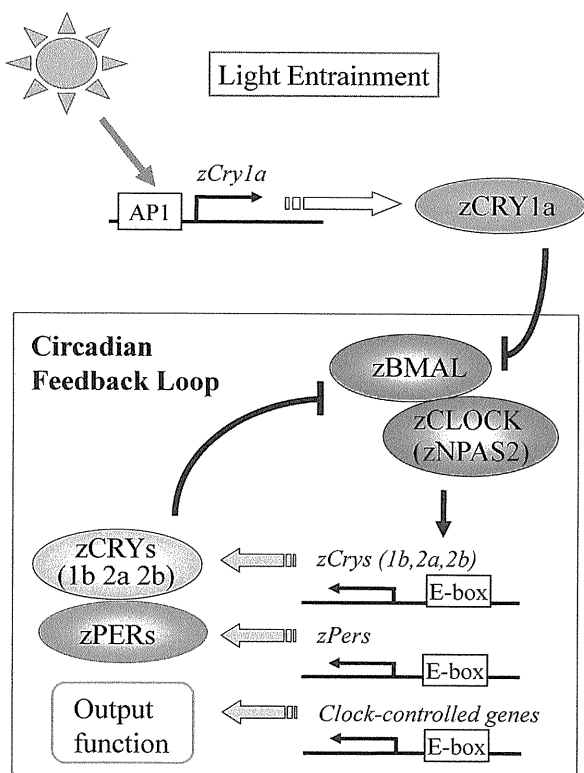 Light Entrainment
zCry1a
AP1
zCRY1a
Circadian
Feedback Loop
zBMAL
zCLOCK
(zNPAS2)
zCRYs
(1b 2a 2b)
zCrys (1b,2a,2b)
E-box
zPERs
zPers
E-box
Output
function
Clock-controlled genes
E-box